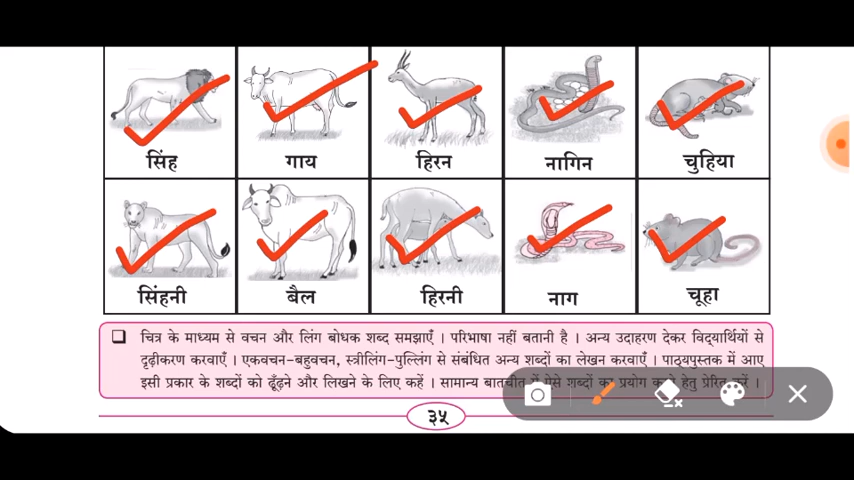 सिंह गाय हिरन नागिन चुहिया
सिंहनी बैल हिरनी नाग चूहा
चित्र के माध्यम से वचन और लिंग बोधक शब्द समझाएँ । परिभाषा नहीं बतानी है । अन्य उदाहरण देकर विद्यार्थियों से
दृढ़ीकरण करवाएँ । एकवचन-बहुवचन, स्त्रीलिंग-पुल्लिंग से संबंधित अन्य शब्दों का लेखन करवाएँ । पाठ्यपुस्तक में आए
इसी प्रकार के शब्दों को ढूँढ़ने और लिखने के लिए कहें । सामान्य बातचीत में ऐसे शब्दों का प्रयोग करने हेतु प्रेरित करें ।
३५